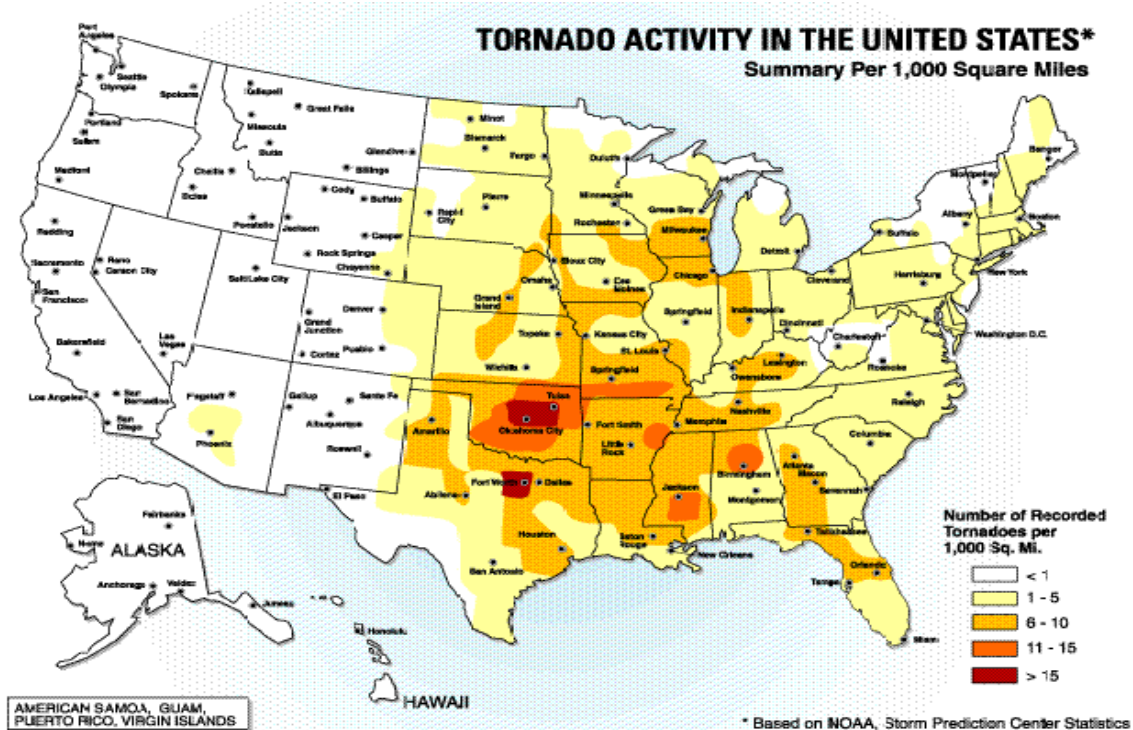 TORNADO ACTIVITY IN THE UNITED STATES*
Summary Per 1,000 Square Miles
Port
Angeles
Seattle
Olympia
Spokane
Kalispell
Great Falls
Portland
Salem
Missoula
Butte
Glendive
Billings
Minot
Bismarck
Fargo
Duluth
Medford
Challis
Boise
Pocatello
Cody
Buffalo
Jackson
Casper
Rock Springs
Cheyenne
Rapid
City
Pierre
Minneapolis
Rochester
Green Bay
Milwaukee
Bangor
Montpelier
Albany
Boston
Buffalo
Detroit
Redding
Reno
Carson City
Sacramento
San
Francisco
Salt Lake City
Sioux City
Omaha
Des
Moines
Chicago
Cleveland
Harrisburg
New York
Grand
Island
Denver
Grand
Junction
Pueblo
Cortez
Las
Vegas
Bakersfield
Topeka
Kansas City
Springfield
Indianapolis
Cincinnati
Washington D.C.
Charleston
Roanoke
St. Louis
Wichita
Springfield
Owensboro
Lexington
Los Angeles
San
Bernardino
San
Diego
Flagstaff
Phoenix
Gallup
Santa Fe
Albuquerque
Roswell
Amarillo
Tulsa
Oklahoma City
Fort Smith
Little
Rock
Memphis
Nashville
Raleigh
Columbia
Atlanta
Macon
Savannah
Birmingham
Montgomery
El Paso
Abilene
Fort Worth
Dallas
Jackson
Tallahassee
Houston
Baton
Rouge
New Orleans
San Antonio
Orlando
Tampa
Miami
Fairbanks
Nome
ALASKA
Anchorage
Valdez
Juneau
Honolulu
HAWAII
Number of Recorded
Tornadoes per
1,000 Sq. Mi.
< 1
1 - 5
6 - 10
11 - 15
> 15
AMERICAN SAMOA, GUAM,
PUERTO RICO, VIRGIN ISLANDS
* Based on NOAA, Storm Prediction Center Statistics